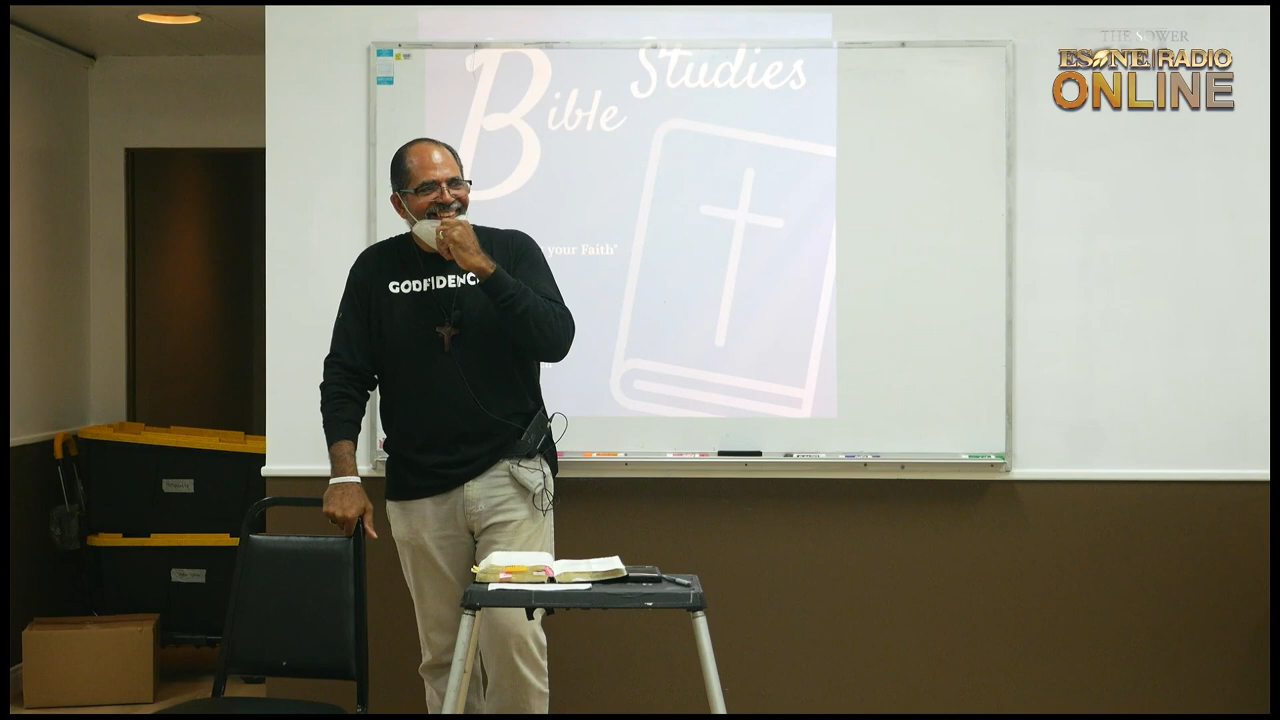 THE SOWER
ESNE RADIO
ONLINE
Bible Studies
your Faith"
GODFIDENC